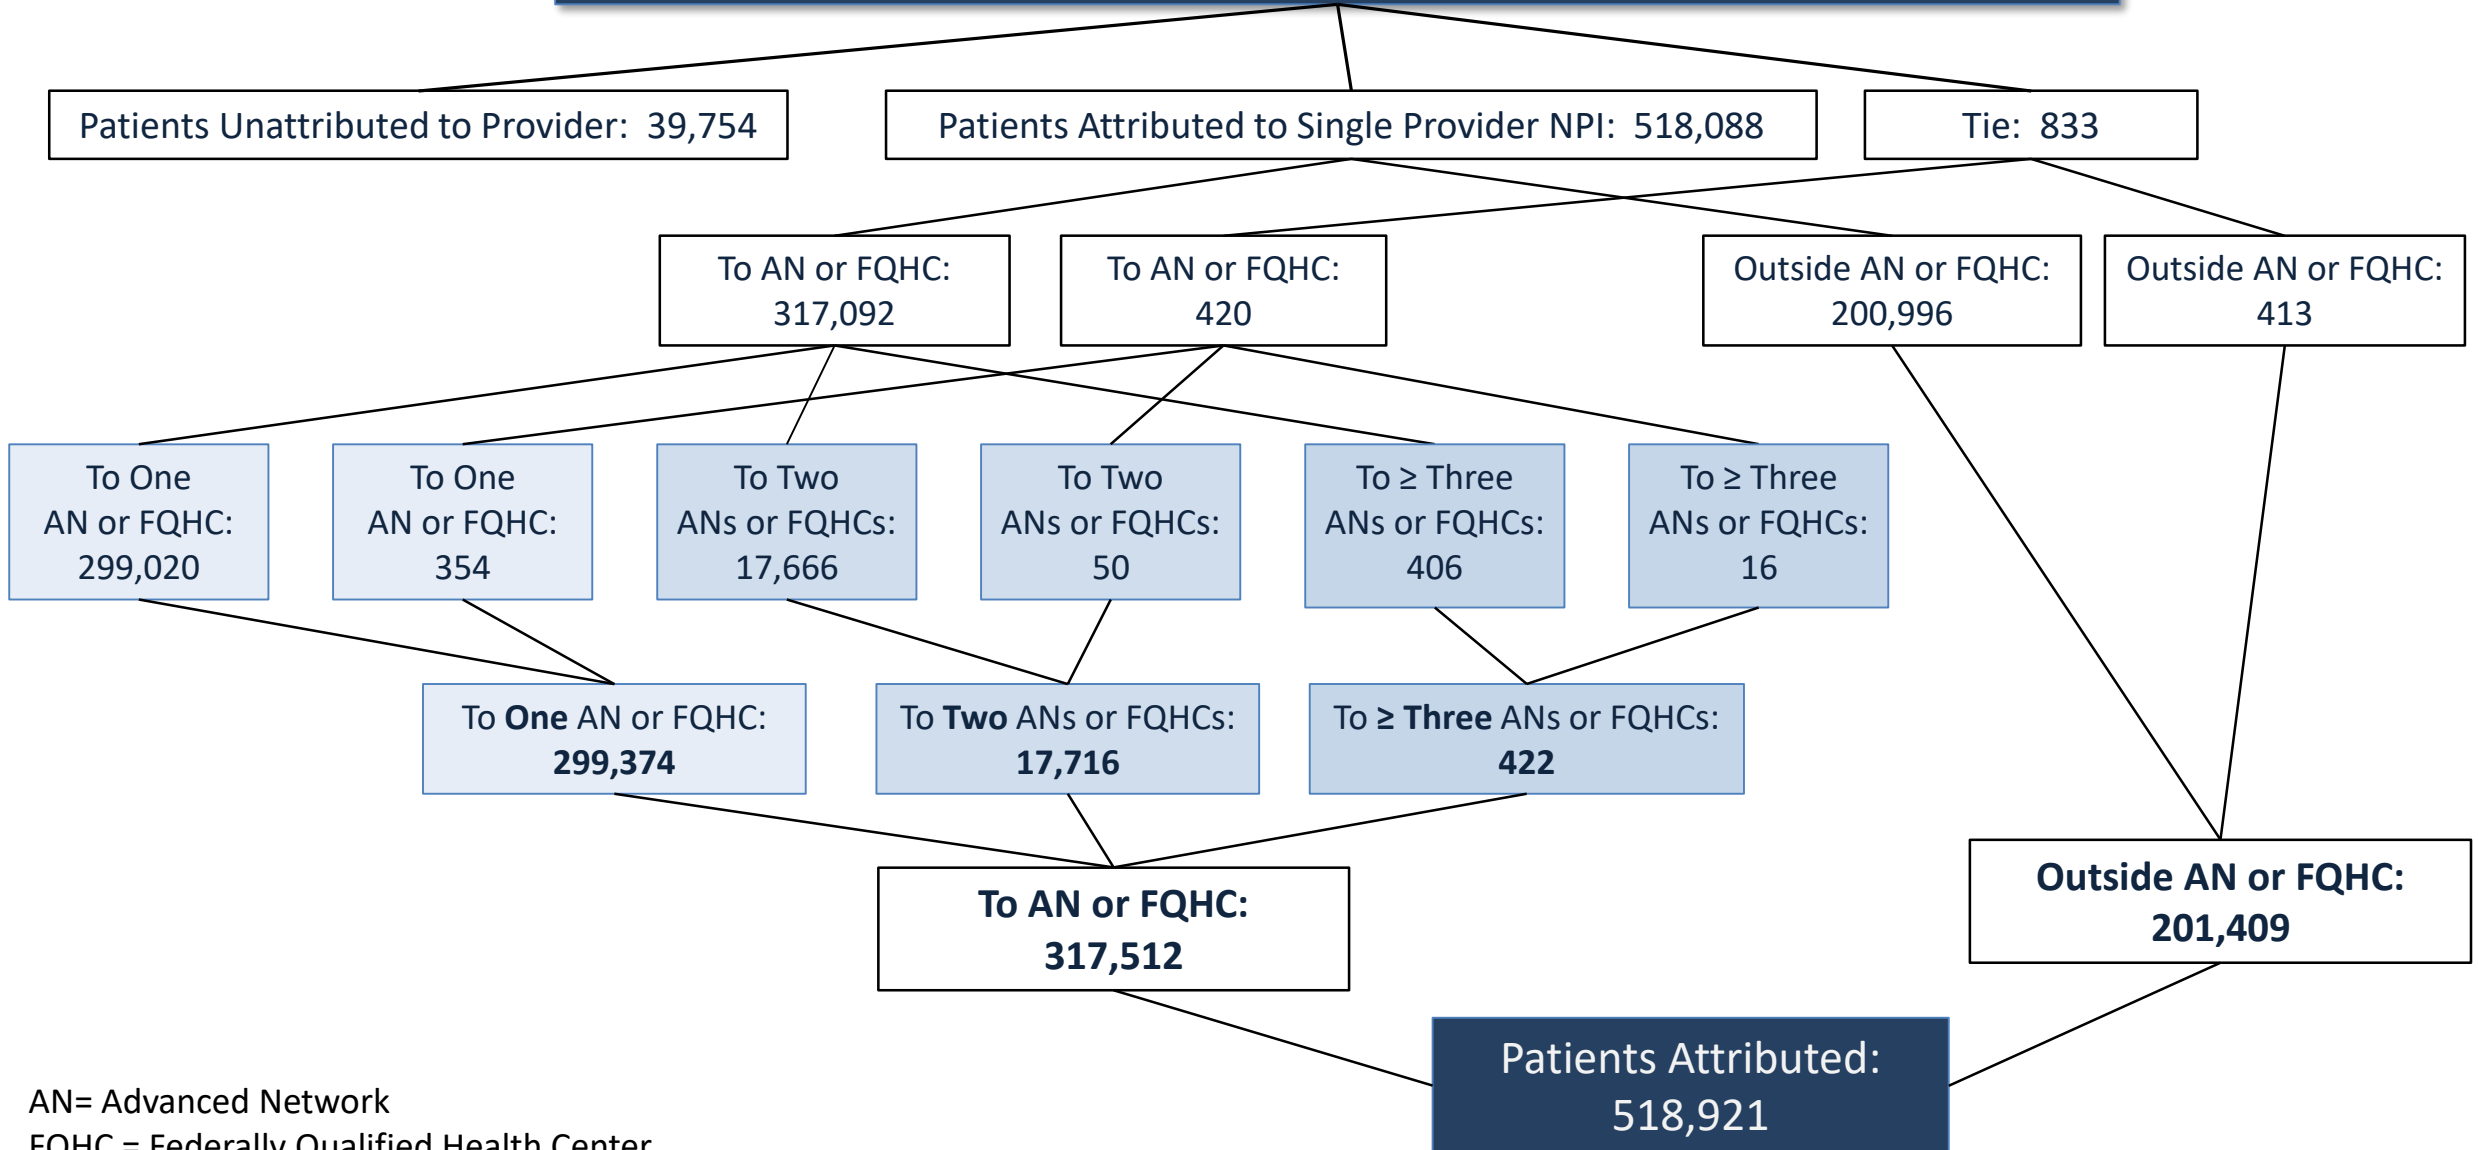 Patients Unattributed to Provider: 39,754
Patients Attributed to Single Provider NPI: 518,088
Tie: 833
To AN or FQHC:
317,092
To AN or FQHC:
420
Outside AN or FQHC:
200,996
Outside AN or FQHC:
413
To One
AN or FQHC:
299,020
To One
AN or FQHC:
354
To Two
ANs or FQHCs:
17,666
To Two
ANs or FQHCs:
50
To ≥ Three
ANs or FQHCs:
406
To ≥ Three
ANs or FQHCs:
16
To One AN or FQHC:
299,374
To Two ANs or FQHCs:
17,716
To ≥ Three ANs or FQHCs:
422
To AN or FQHC:
317,512
Outside AN or FQHC:
201,409
Patients Attributed:
518,921
AN= Advanced Network
FQHC = Federally Qualified Health Center